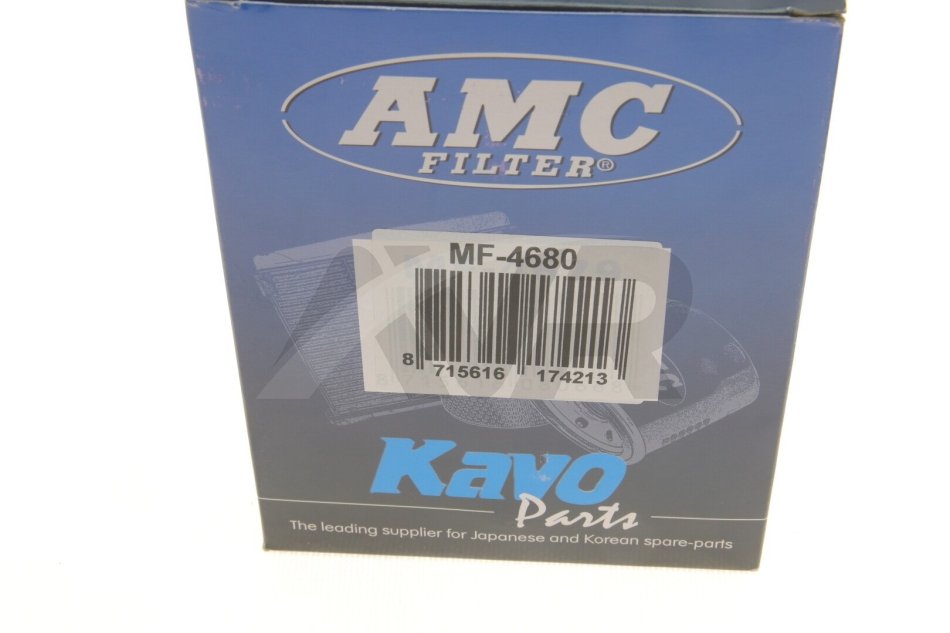 AMC
FILTER®
MF-4680
8 715616 174213
Kavo
Parts
The leading supplier for Japanese and Korean spare-parts